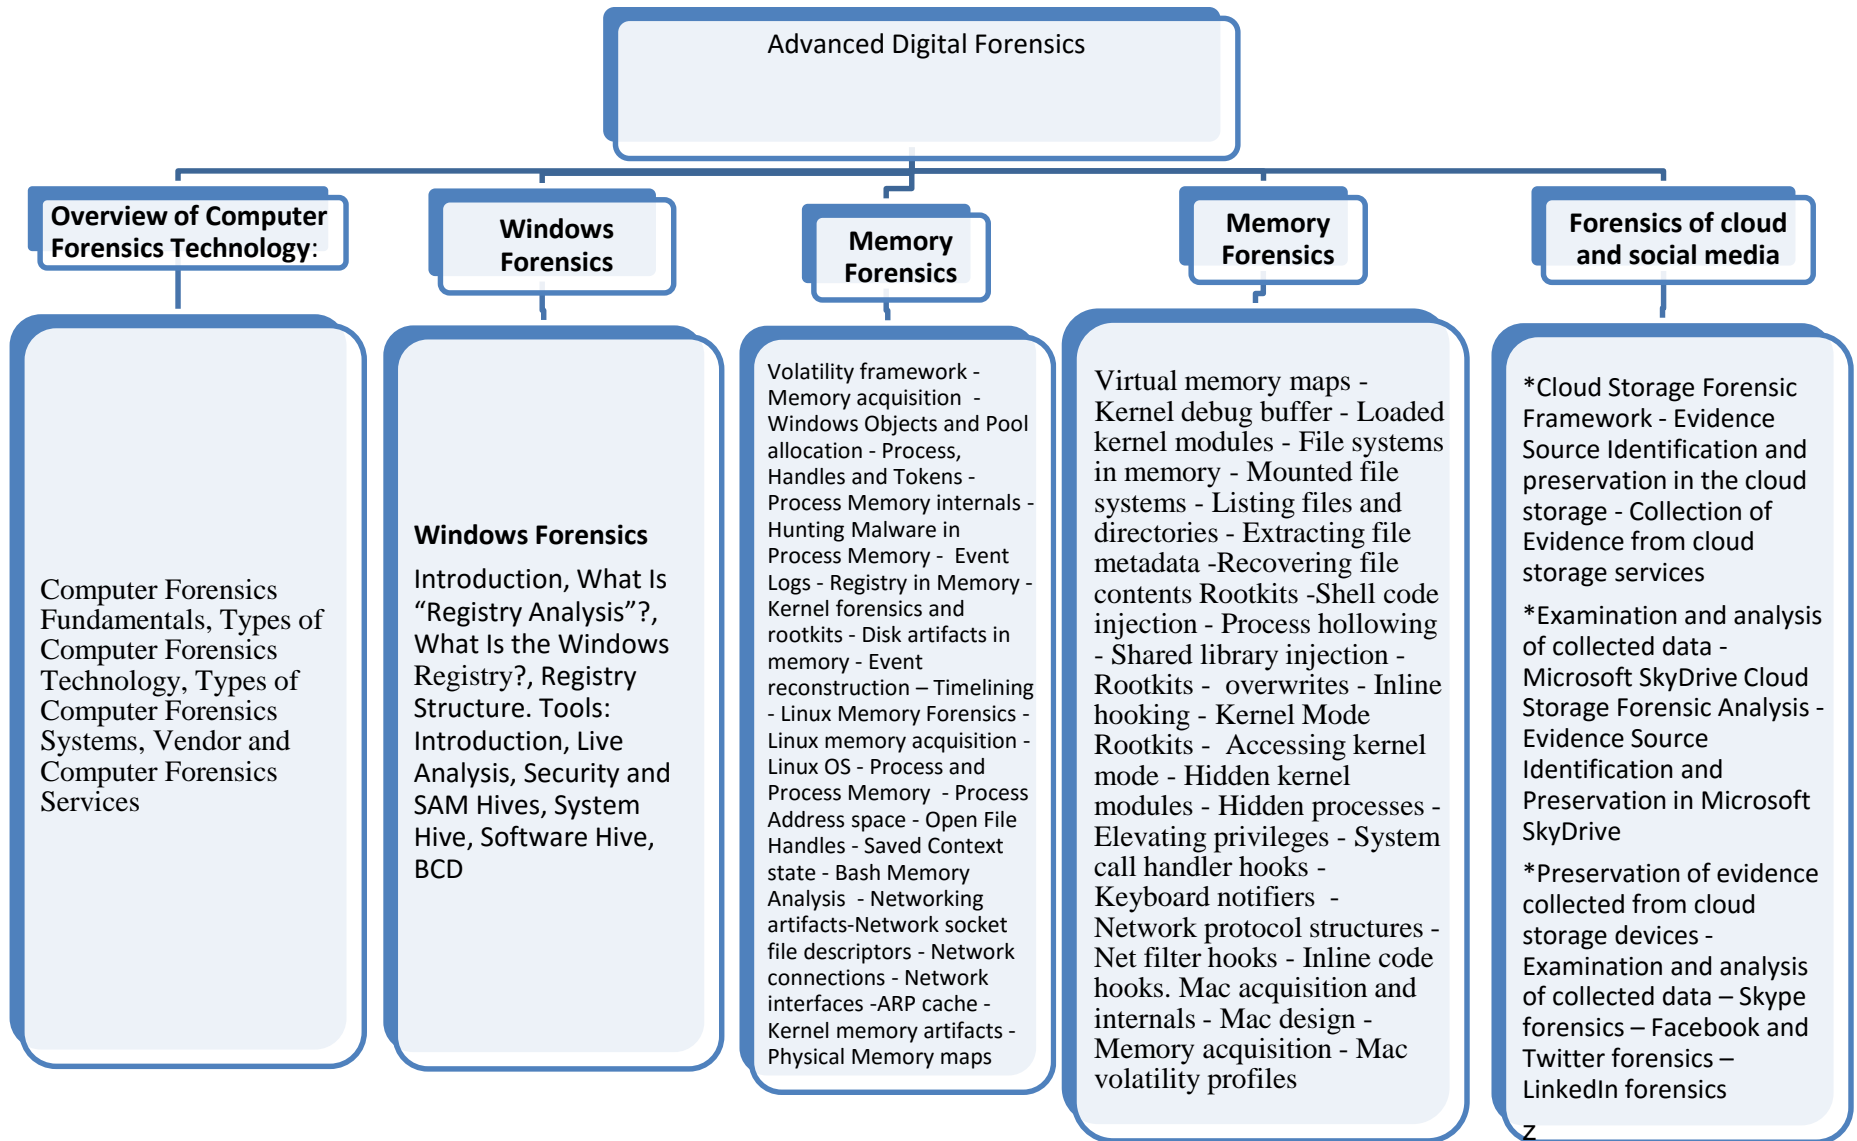 Advanced Digital Forensics
Overview of Computer
Forensics Technology:
Windows
Forensics
Memory
Forensics
Memory
Forensics
Forensics of cloud
and social media
Computer Forensics
Fundamentals, Types of
Computer Forensics
Technology, Types of
Computer Forensics
Systems, Vendor and
Computer Forensics
Services
Windows Forensics
Introduction, What Is
“Registry Analysis”?,
What Is the Windows
Registry?, Registry
Structure. Tools:
Introduction, Live
Analysis, Security and
SAM Hives, System
Hive, Software Hive,
BCD
Volatility framework -
Memory acquisition -
Windows Objects and Pool
allocation - Process,
Handles and Tokens -
Process Memory internals -
Hunting Malware in
Process Memory - Event
Logs - Registry in Memory -
Kernel forensics and
rootkits - Disk artifacts in
memory - Event
reconstruction – Timelining
- Linux Memory Forensics -
Linux memory acquisition -
Linux OS - Process and
Process Memory - Process
Address space - Open File
Handles - Saved Context
state - Bash Memory
Analysis - Networking
artifacts-Network socket
file descriptors - Network
connections - Network
interfaces -ARP cache -
Kernel memory artifacts -
Physical Memory maps
Virtual memory maps -
Kernel debug buffer - Loaded
kernel modules - File systems
in memory - Mounted file
systems - Listing files and
directories - Extracting file
metadata -Recovering file
contents Rootkits -Shell code
injection - Process hollowing
- Shared library injection -
Rootkits - overwrites - Inline
hooking - Kernel Mode
Rootkits - Accessing kernel
mode - Hidden kernel
modules - Hidden processes -
Elevating privileges - System
call handler hooks -
Keyboard notifiers -
Network protocol structures -
Net filter hooks - Inline code
hooks. Mac acquisition and
internals - Mac design -
Memory acquisition - Mac
volatility profiles
*Cloud Storage Forensic
Framework - Evidence
Source Identification and
preservation in the cloud
storage - Collection of
Evidence from cloud
storage services
*Examination and analysis
of collected data -
Microsoft SkyDrive Cloud
Storage Forensic Analysis -
Evidence Source
Identification and
Preservation in Microsoft
SkyDrive
*Preservation of evidence
collected from cloud
storage devices -
Examination and analysis
of collected data – Skype
forensics – Facebook and
Twitter forensics –
LinkedIn forensics
z